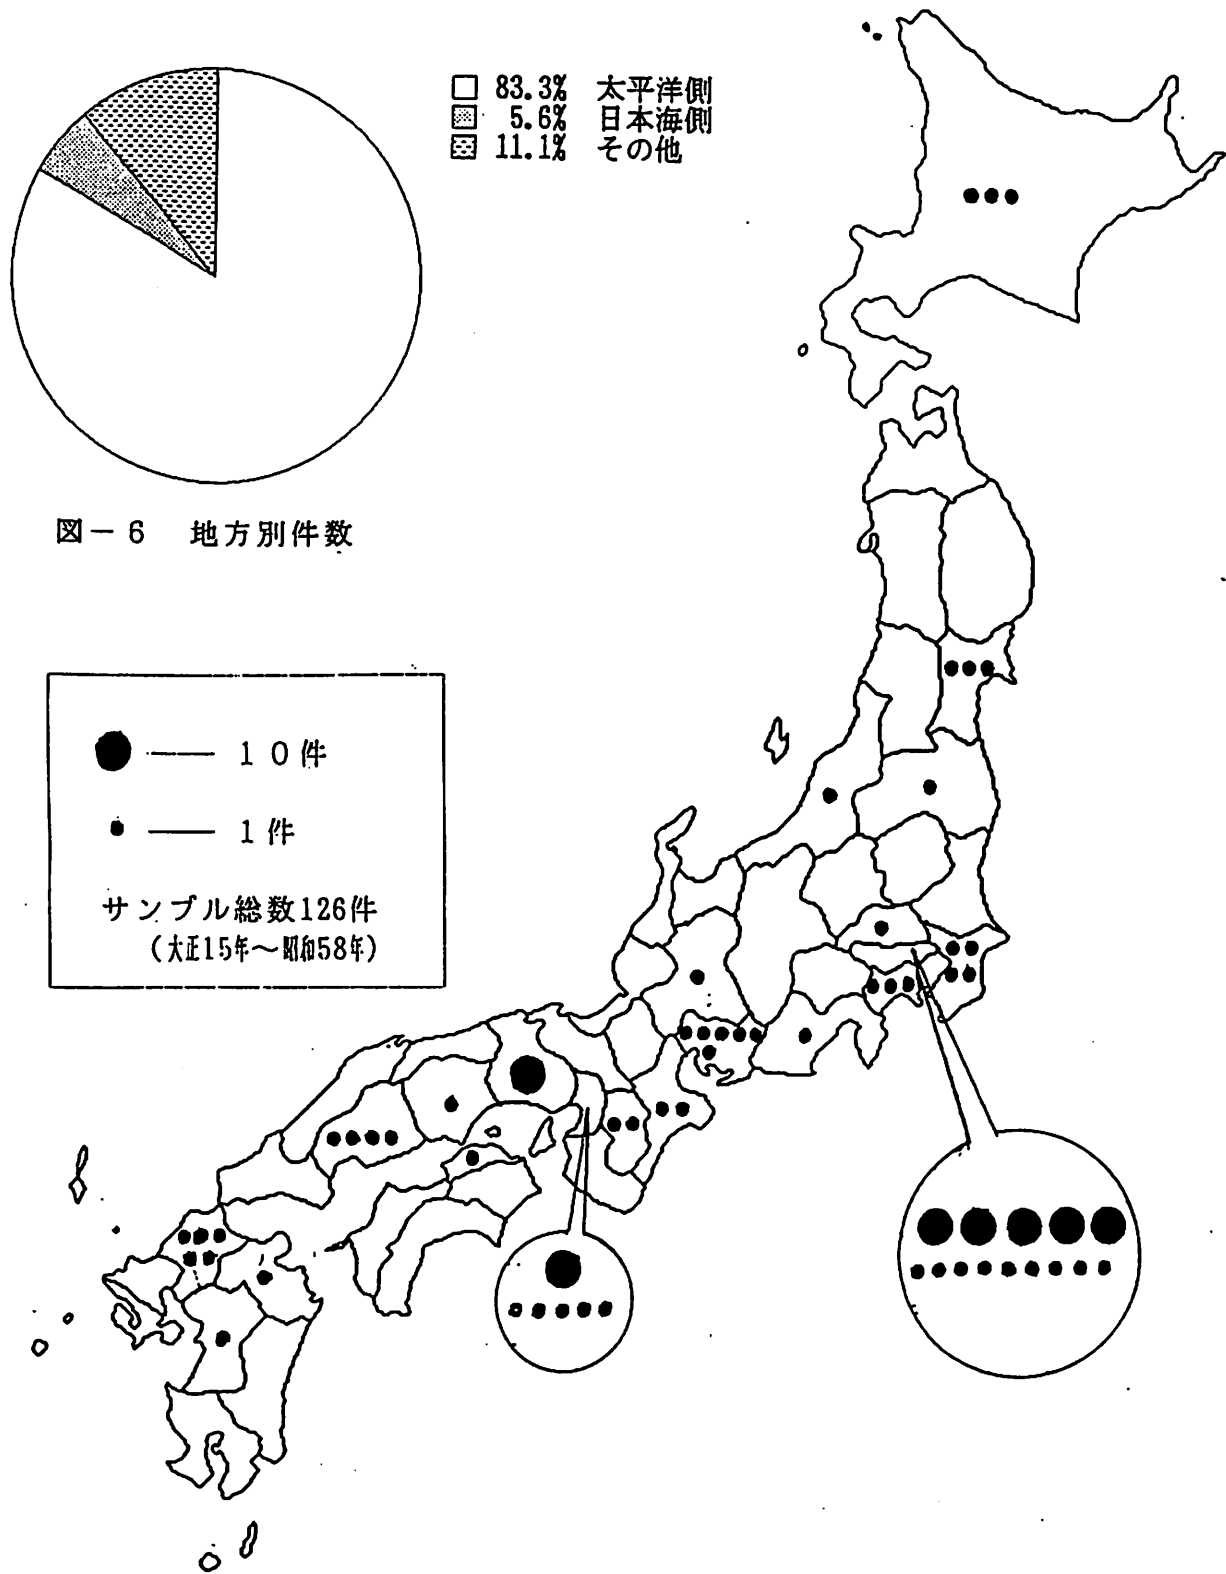 83.3% 太平洋側
5.6% 日本海側
11.1% その他
図－6 地方別件数
10件
1件
サンプル総数126件
(大正15年～昭和58年)